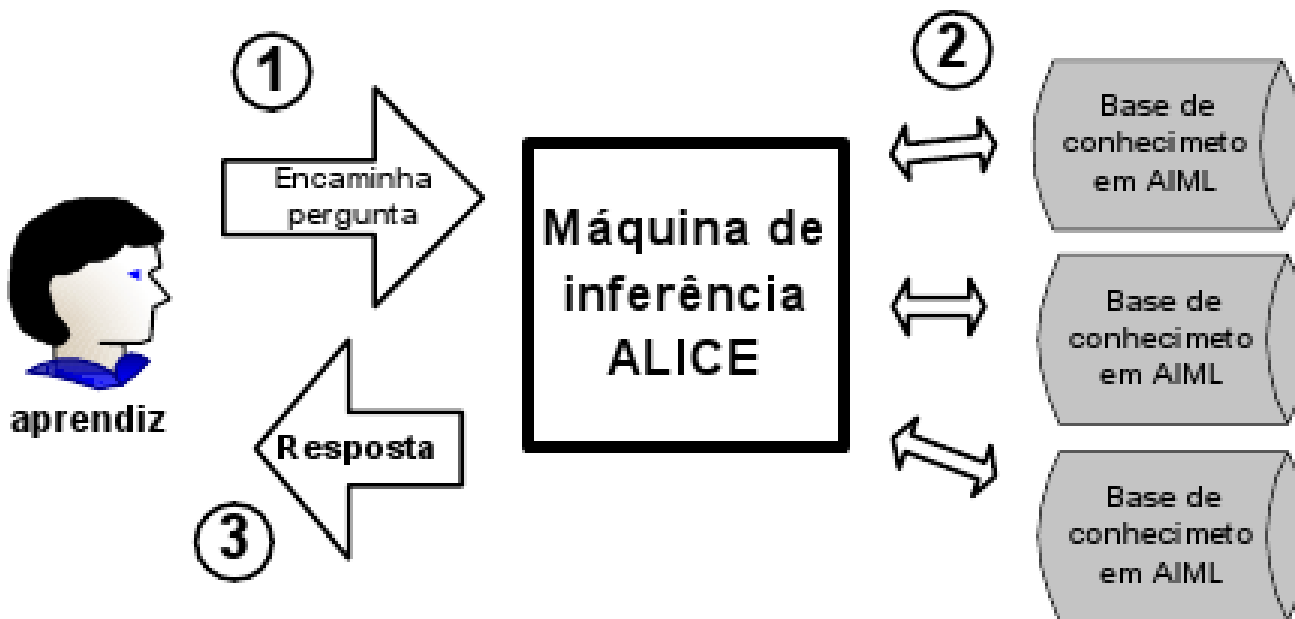 1
Encaminha
pergunta
aprendiz
Máquina de
inferência
ALICE
2
Base de
conhecimeto
em AIML
Base de
conhecimeto
em AIML
Base de
conhecimeto
em AIML
Resposta
3